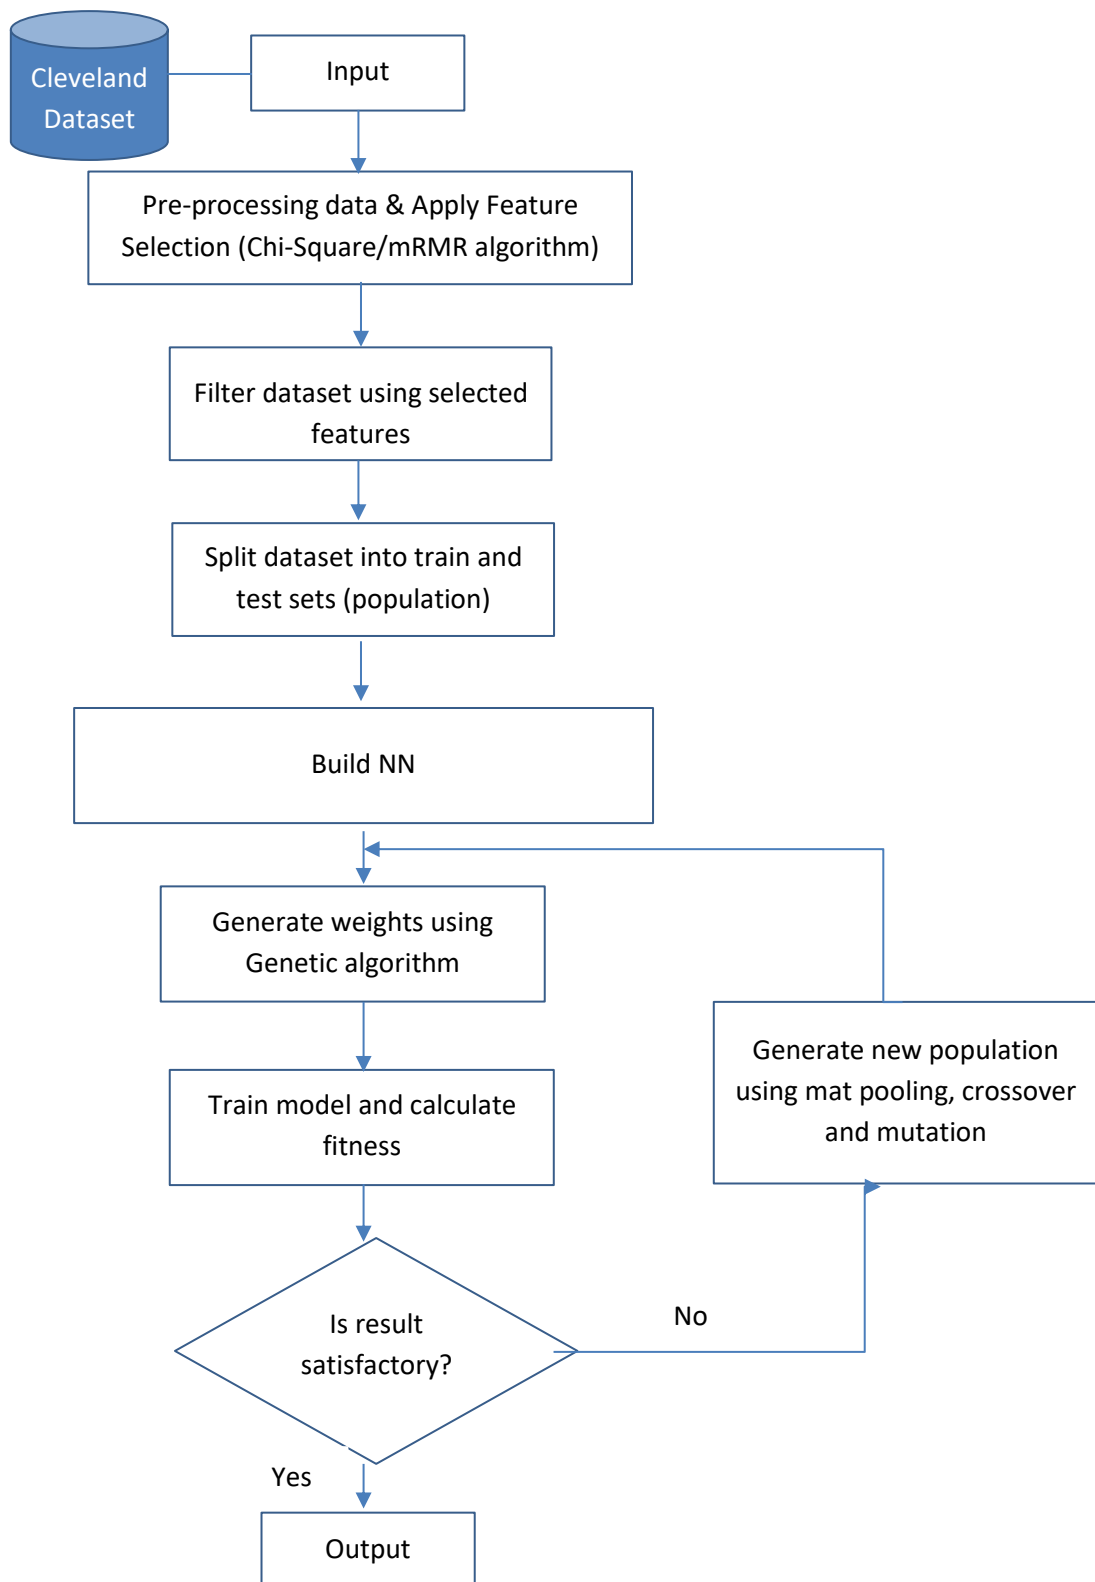 Cleveland
Dataset
Input
Pre-processing data & Apply Feature
Selection (Chi-Square/mRMR algorithm)
Filter dataset using selected
features
Split dataset into train and
test sets (population)
Build NN
Generate weights using
Genetic algorithm
Generate new population
using mat pooling, crossover
and mutation
Train model and calculate
fitness
Is result
satisfactory?
No
Yes
Output